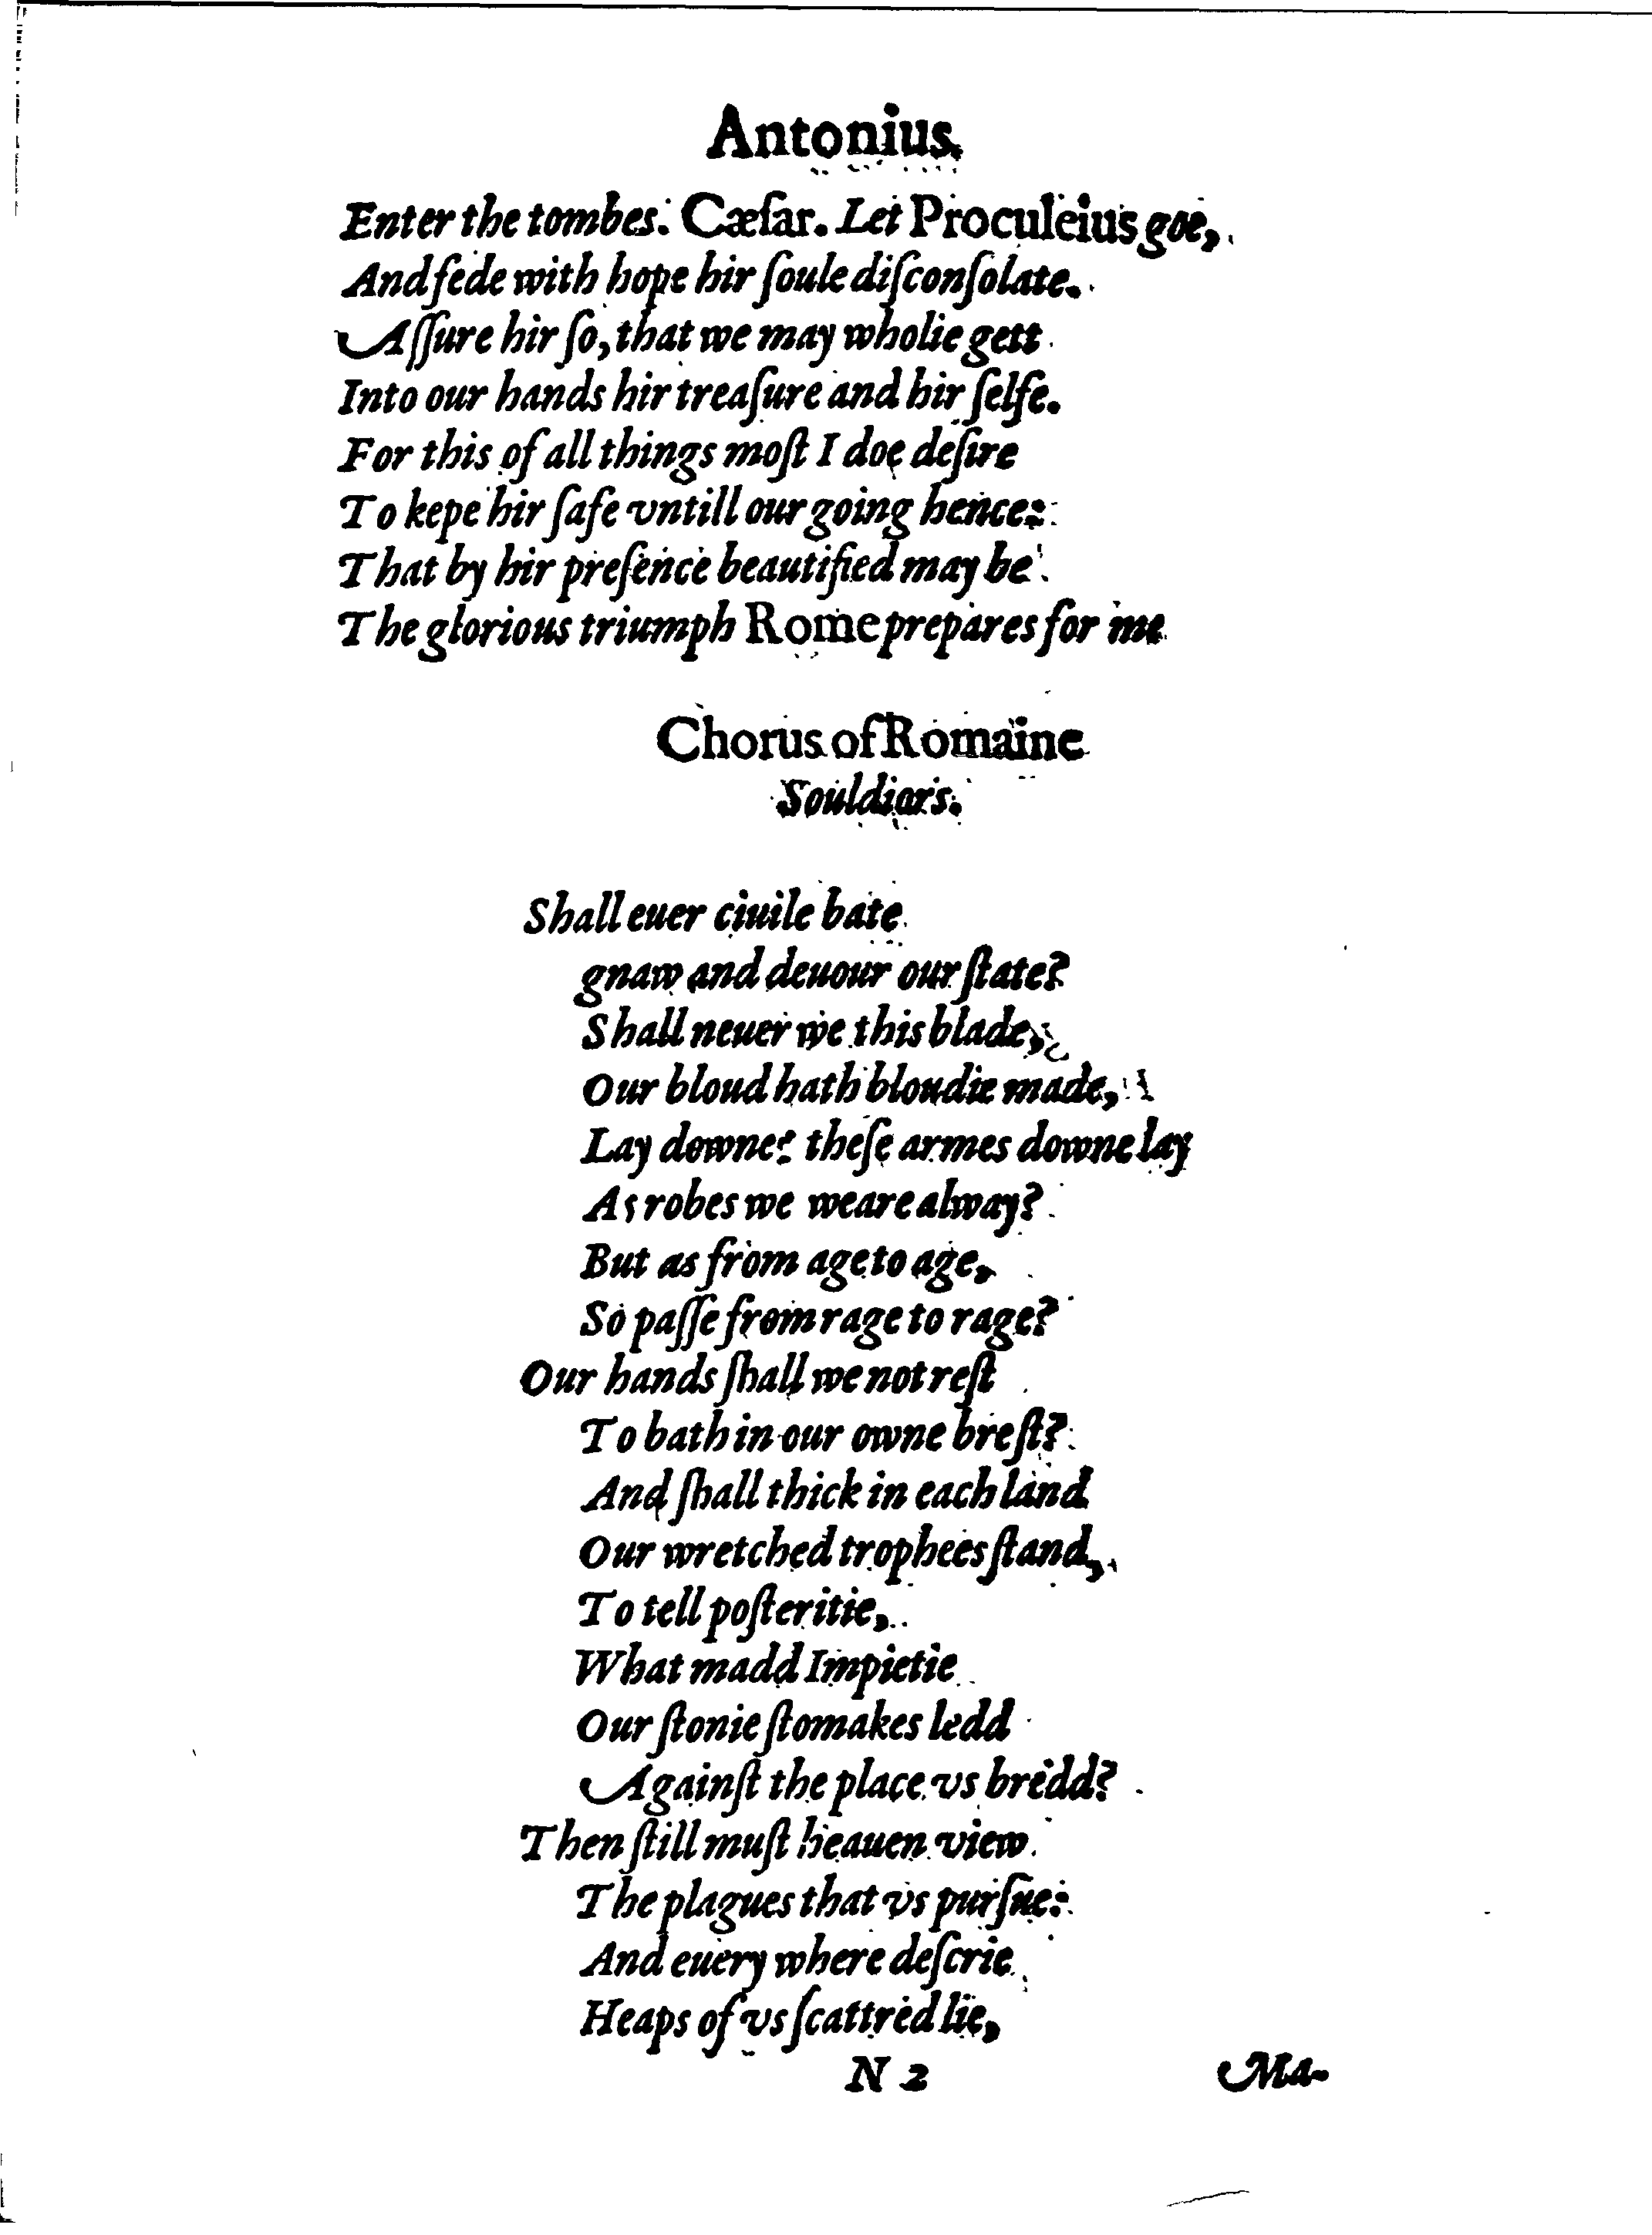 Antonius.
Enter the tombes. Cæſar. Let Proculeius goe,
And fede with hope hir ſoule diſconſolate.
Aſſure hir ſo, that we may wholie gett
Into our hands hir treaſure and hir ſelfe.
For this of all things moſt I doe deſire
To kepe hir ſafe vntill our going hence:
That by hir preſence beautified may be
The glorious triumph Rome prepares for me
Chorus of Romaine
Souldiors.
Shall euer ciuile bate
gnaw and deuour our ſtate?
Shall neuer we this blade,
Our bloud hath bloudie made,
Lay downe? theſe armes downe lay
As robes we weare alway?
But as from age to age,
So paſſe from rage to rage?
Our hands ſhall we not reſt
To bath in our owne breſt?
And ſhall thick in each land
Our wretched trophees ſtand,
To tell poſteritie,
What madd Impietie
Our ſtonie ſtomakes ledd
Againſt the place vs bredd?
Then ſtill muſt heauen view
The plagues that vs purſue:
And euery where deſcrie
Heaps of vs ſcattred lie,
N 2 Ma-